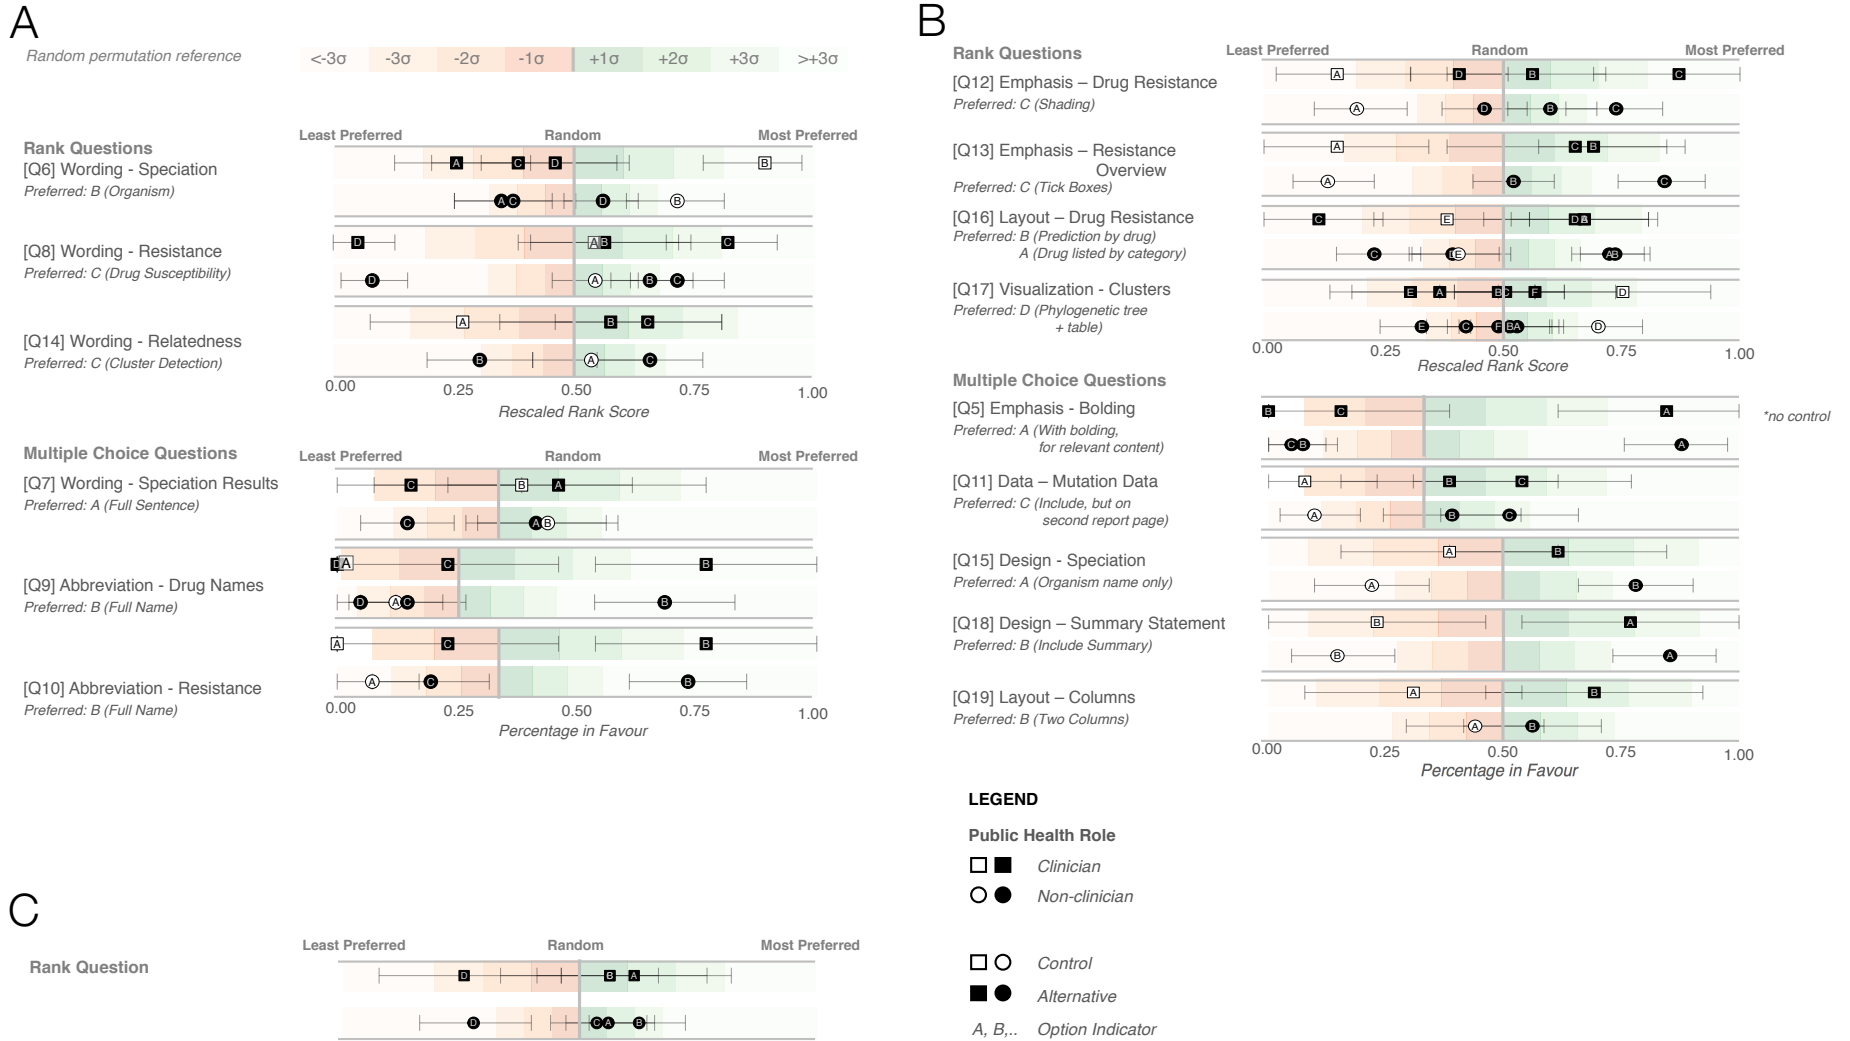 A
Random permutation reference
<-3σ -3σ -2σ -1σ +1σ +2σ +3σ >+3σ
Least Preferred Random Most Preferred
Rank Questions
[Q6] Wording - Speciation
Preferred: B (Organism)
A C D B
A C D B
[Q8] Wording - Resistance
Preferred: C (Drug Susceptibility)
D A B C
D A B C
[Q14] Wording - Relatedness
Preferred: C (Cluster Detection)
A B C
B A C
0.00 0.25 0.50 0.75 1.00
Rescaled Rank Score
Multiple Choice Questions
Least Preferred Random Most Preferred
[Q7] Wording - Speciation Results
Preferred: A (Full Sentence)
C B A
C A B
[Q9] Abbreviation - Drug Names
Preferred: B (Full Name)
D A C B
D A C B
[Q10] Abbreviation - Resistance
Preferred: B (Full Name)
A C B
A C B
0.00 0.25 0.50 0.75 1.00
Percentage in Favour
B
Rank Questions
Least Preferred Random Most Preferred
[Q12] Emphasis – Drug Resistance
Preferred: C (Shading)
A D B C
A D B C
[Q13] Emphasis – Resistance
Overview
Preferred: C (Tick Boxes)
A C B
A B C
[Q16] Layout – Drug Resistance
Preferred: B (Prediction by drug)
A (Drug listed by category)
C E D
C E A B
[Q17] Visualization - Clusters
Preferred: D (Phylogenetic tree
+ table)
E A B C F D
E C F B A D
0.00 0.25 0.50 0.75 1.00
Rescaled Rank Score
Multiple Choice Questions
[Q5] Emphasis - Bolding
Preferred: A (With bolding,
for relevant content)
B C A
C B A
*no control
[Q11] Data – Mutation Data
Preferred: C (Include, but on
second report page)
A B C
A B C
[Q15] Design - Speciation
Preferred: A (Organism name only)
A B
A B
[Q18] Design – Summary Statement
Preferred: B (Include Summary)
B A
B A
[Q19] Layout – Columns
Preferred: B (Two Columns)
A B
A B
0.00 0.25 0.50 0.75 1.00
Percentage in Favour
LEGEND
Public Health Role
Clinician
Non-clinician
Control
Alternative
A, B,.. Option Indicator
C
Least Preferred Random Most Preferred
Rank Question
D B A
D C A B